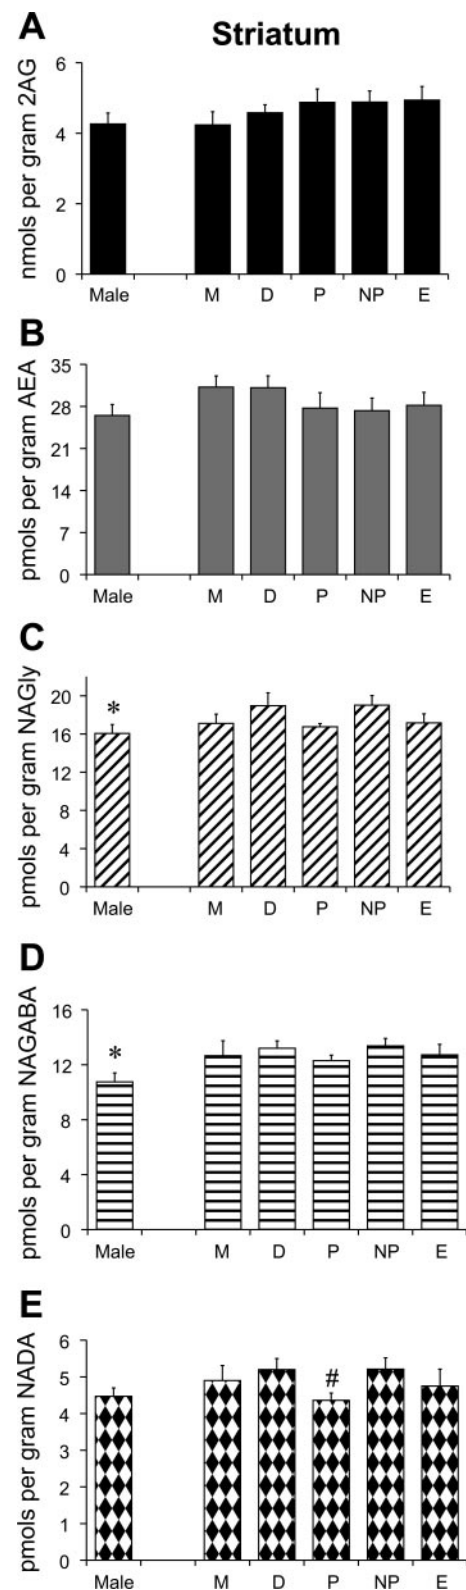 A
Striatum
nmols per gram 2AG
6
4
2
0
Male M D P NP E
B
pmols per gram AEA
35
28
21
14
7
0
Male M D P NP E
C
pmols per gram NAGly
20
16
12
8
4
0
*
Male M D P NP E
D
pmols per gram NAGABA
16
12
8
4
0
*
Male M D P NP E
E
pmols per gram NADA
6
5
4
3
2
1
0
#
Male M D P NP E